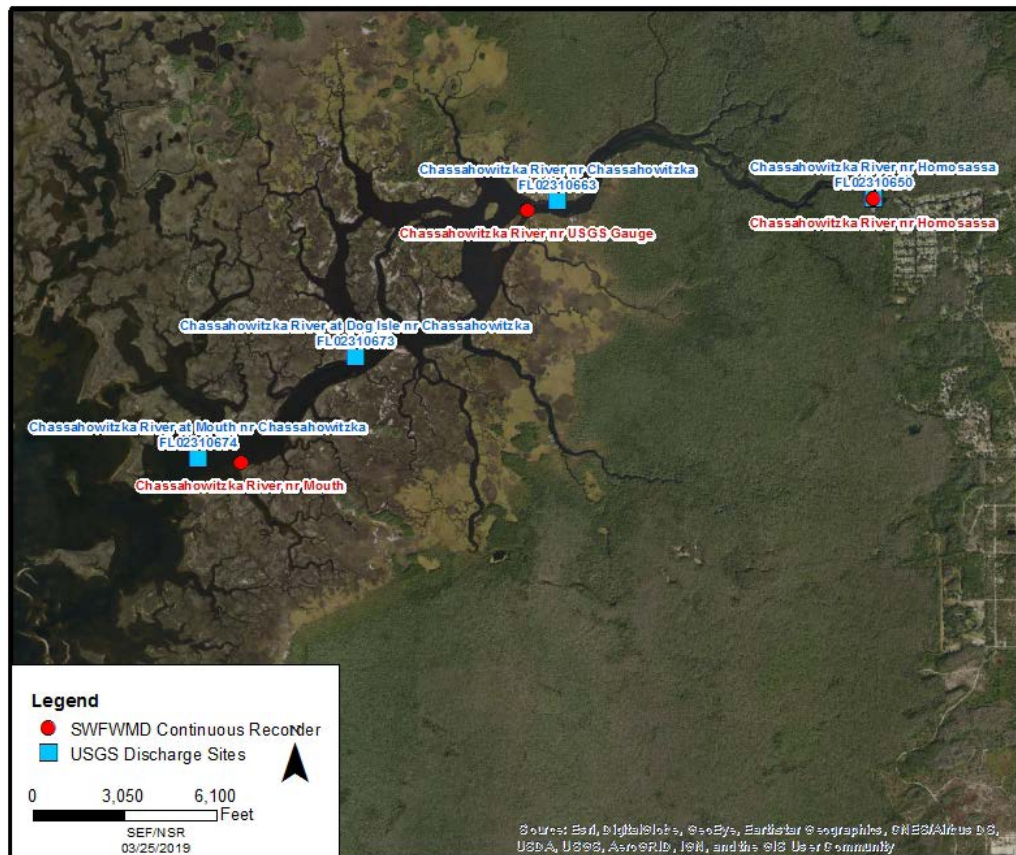 Chassahowitzka River nr Chassahowitzka
FL02310663
Chassahowitzka River nr Homosassa
FL02310650
Chassahowitzka River nr USGS Gauge
Chassahowitzka River nr Homosassa
Chassahowitzka River at Dog Isle nr Chassahowitzka
FL02310673
Chassahowitzka River at Mouth nr Chassahowitzka
FL02310674
Chassahowitzka River nr Mouth
Legend
SWFWMD Continuous Recorder
USGS Discharge Sites
N
0 3,050 6,100
Feet
SEF/NSR
03/25/2019
Source: Esri, DigitalGlobe, GeoEye, Earthstar Geographics, CNES/Airbus DS,
USDA, USGS, AeroGRID, IGN, and the GIS User Community